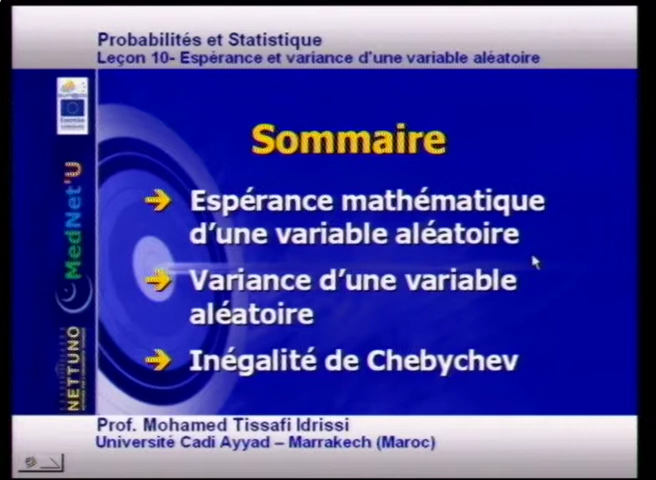 Probabilités et Statistique
Leçon 10- Espérance et variance d'une variable aléatoire
Sommaire
Espérance mathématique
d'une variable aléatoire
Variance d'une variable
aléatoire
Inégalité de Chebychev
MedNet'U
NETTUNO
Prof. Mohamed Tissafi Idrissi
Université Cadi Ayyad – Marrakech (Maroc)